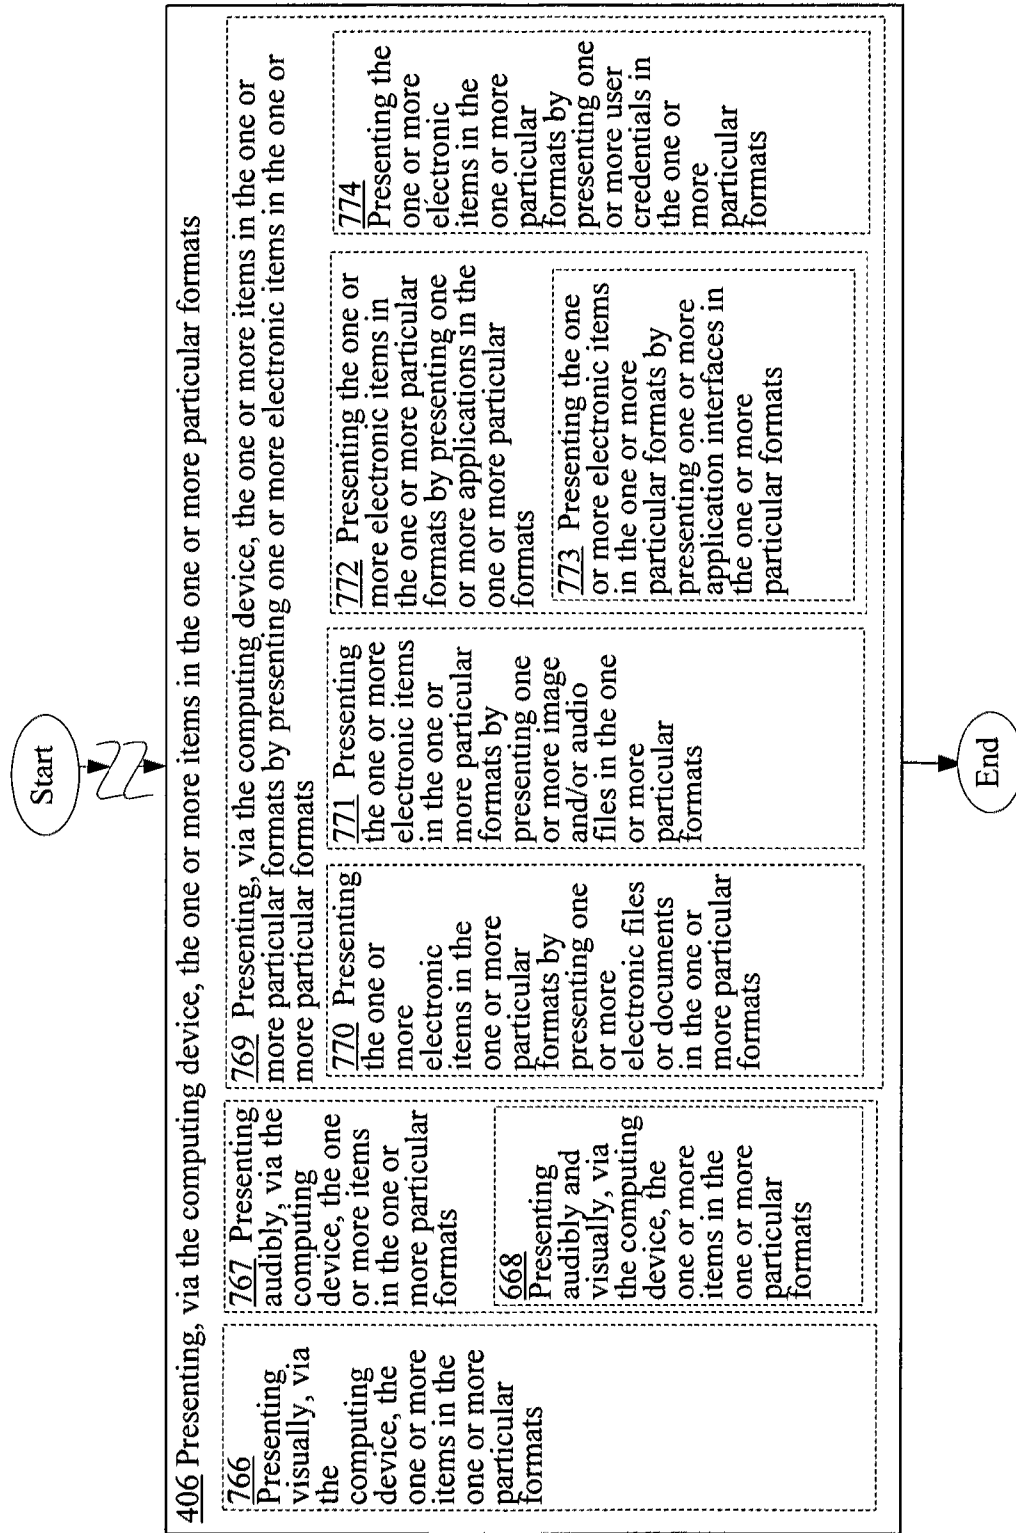 Start
406 Presenting, via the computing device, the one or more items in the one or more particular formats
766
Presenting
visually, via
the
computing
device, the
one or more
items in the
one or more
particular
formats
767 Presenting
audibly, via the
computing
device, the one
or more items
in the one or
more particular
formats
668
Presenting
audibly and
visually, via
the computing
device, the
one or more
items in the
one or more
particular
formats
769 Presenting, via the computing device, the one or more items in the one or
more particular formats by presenting one or more electronic items in the one or
more particular formats
770 Presenting
the one or
more
electronic
items in the
one or more
particular
formats by
presenting one
or more
electronic files
or documents
in the one or
more particular
formats
771 Presenting
the one or more
electronic items
in the one or
more particular
formats by
presenting one
or more image
and/or audio
files in the one
or more
particular
formats
772 Presenting the one or
more electronic items in
the one or more particular
formats by presenting one
or more applications in the
one or more particular
formats
773 Presenting the one
or more electronic items
in the one or more
particular formats by
presenting one or more
application interfaces in
the one or more
particular formats
774
Presenting the
one or more
electronic
items in the
one or more
particular
formats by
presenting one
or more user
credentials in
the one or
more
particular
formats
End